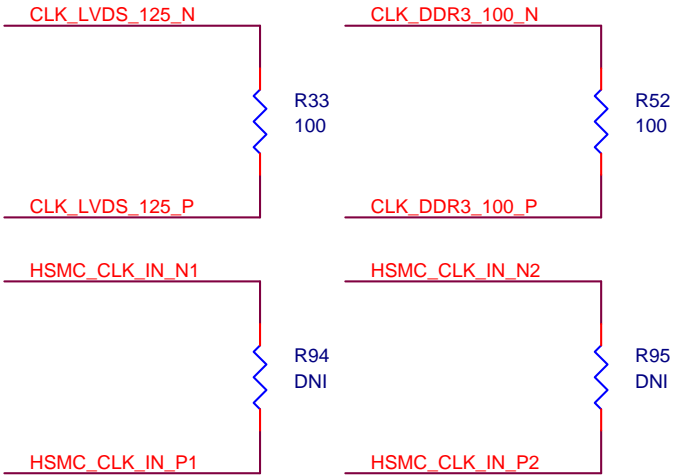 CLK_LVDS_125_N
CLK_DDR3_100_N
R33
100
R52
100
CLK_LVDS_125_P
CLK_DDR3_100_P
HSMC_CLK_IN_N1
HSMC_CLK_IN_N2
R94
DNI
R95
DNI
HSMC_CLK_IN_P1
HSMC_CLK_IN_P2